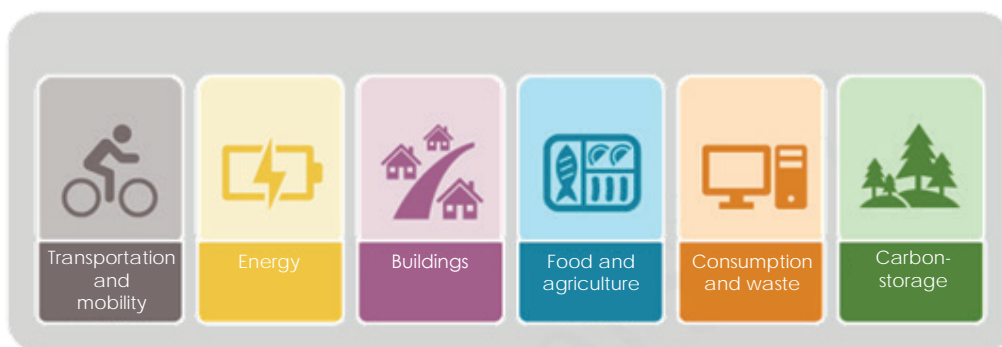 Transportation
and
mobility
Energy
Buildings
Food and
agriculture
Consumption
and waste
Carbon-
storage